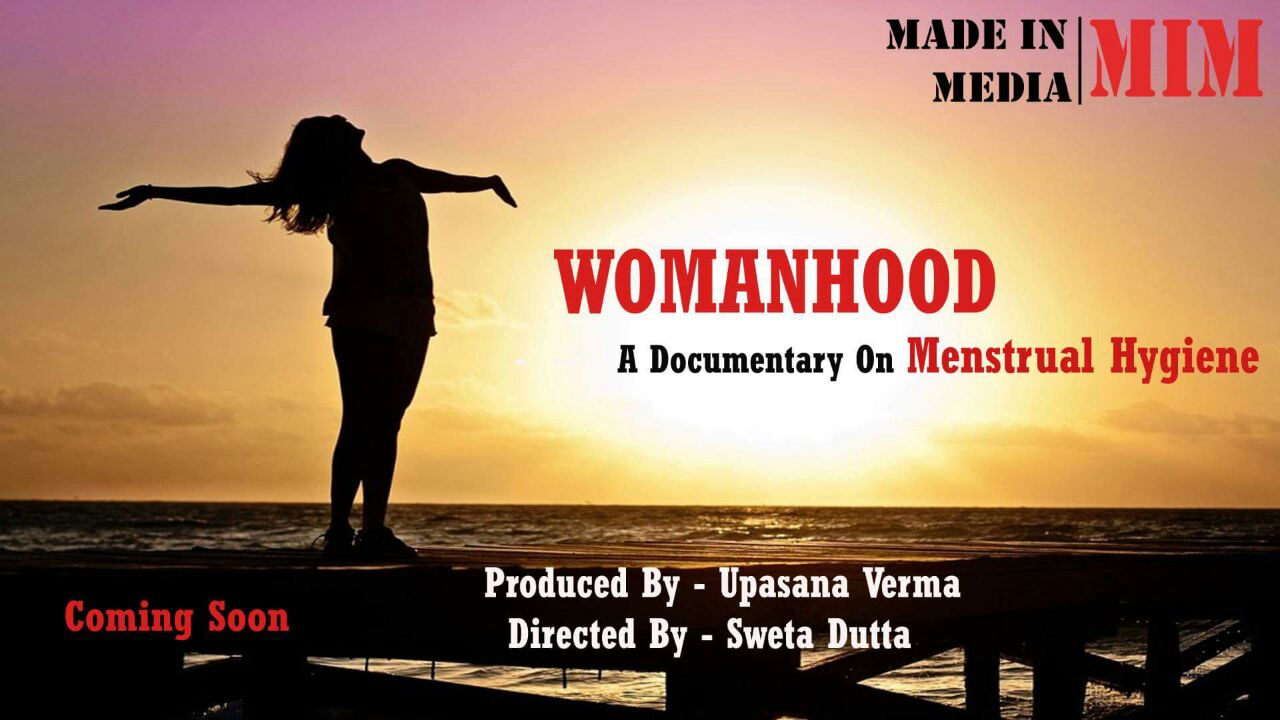 MADE IN
MEDIA
MIM
WOMANHOOD
A Documentary On Menstrual Hygiene
Produced By - Upasana Verma
Directed By - Sweta Dutta
Coming Soon